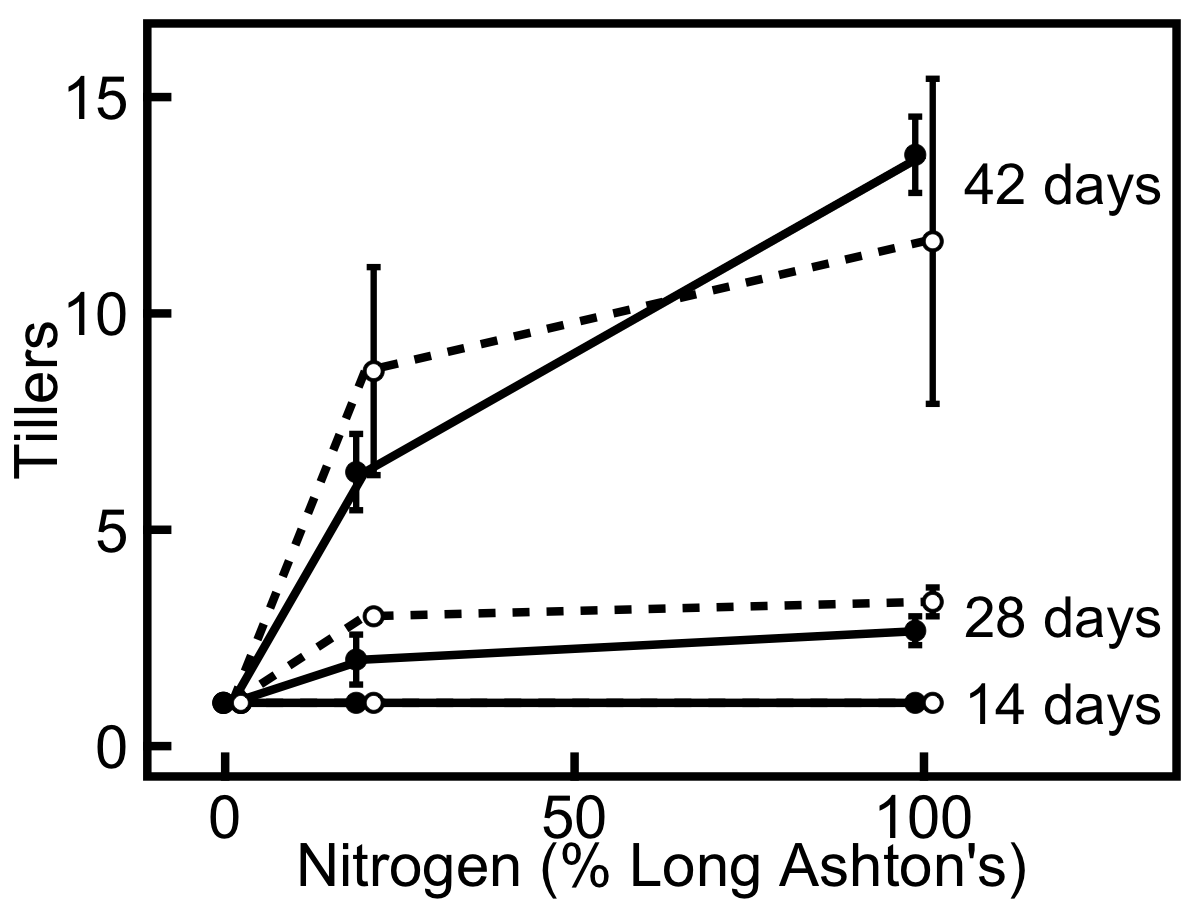 15
10
5
0
Tillers
42 days
28 days
14 days
0 50 100
Nitrogen (% Long Ashton's)